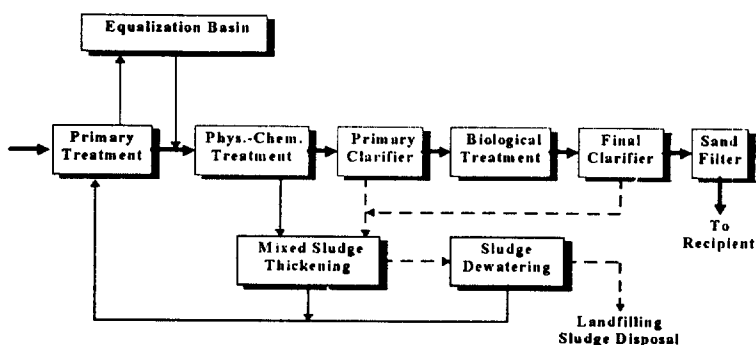 Equalization Basin
Primary
Treatment
Phys.-Chem.
Treatment
Primary
Clarifier
Biological
Treatment
Final
Clarifier
Sand
Filter
To
Recipient
Mixed Sludge
Thickening
Sludge
Dewatering
Landfilling
Sludge Disposal